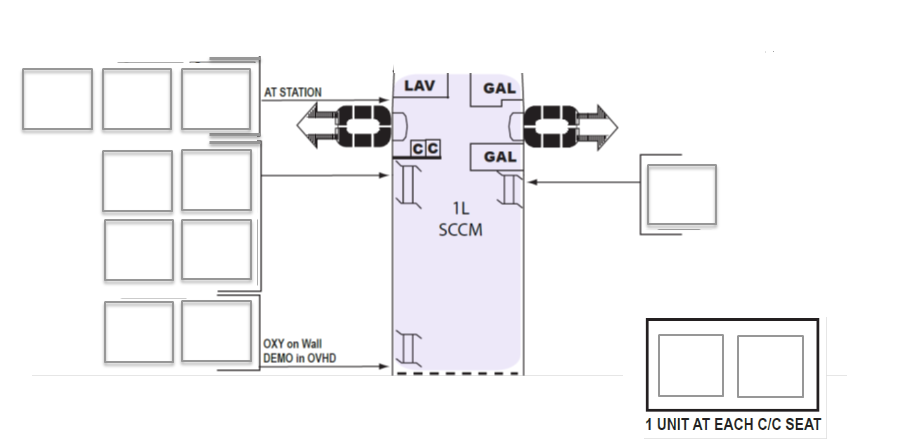 LAV
GAL
AT STATION
C C
GAL
1L
SCCM
OXY on Wall
DEMO in OVHD
1 UNIT AT EACH C/C SEAT